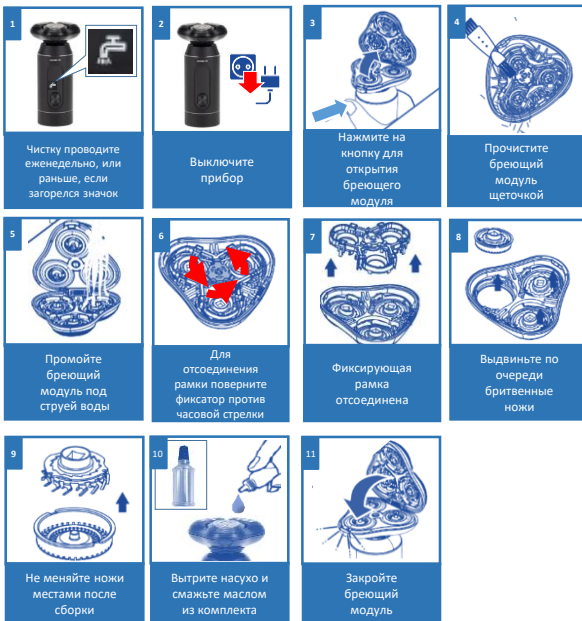 1
Чистку проводите
еженедельно, или
раньше, если
загорелся значок
2
Выключите
прибор
3
Нажмите на
кнопку для
открытия
бреющего
модуля
4
Прочистите
бреющий
модуль
щеточкой
5
Промойте
бреющий
модуль под
струей воды
6
Для
отсоединения
рамки поверните
фиксатор против
часовой стрелки
7
Фиксирующая
рамка
отсоединена
8
Выдвиньте по
очереди
бритвенные
ножи
9
Не меняйте ножи
местами после
сборки
10
Вытрите насухо и
смажьте маслом
из комплекта
11
Закройте
бреющий
модуль